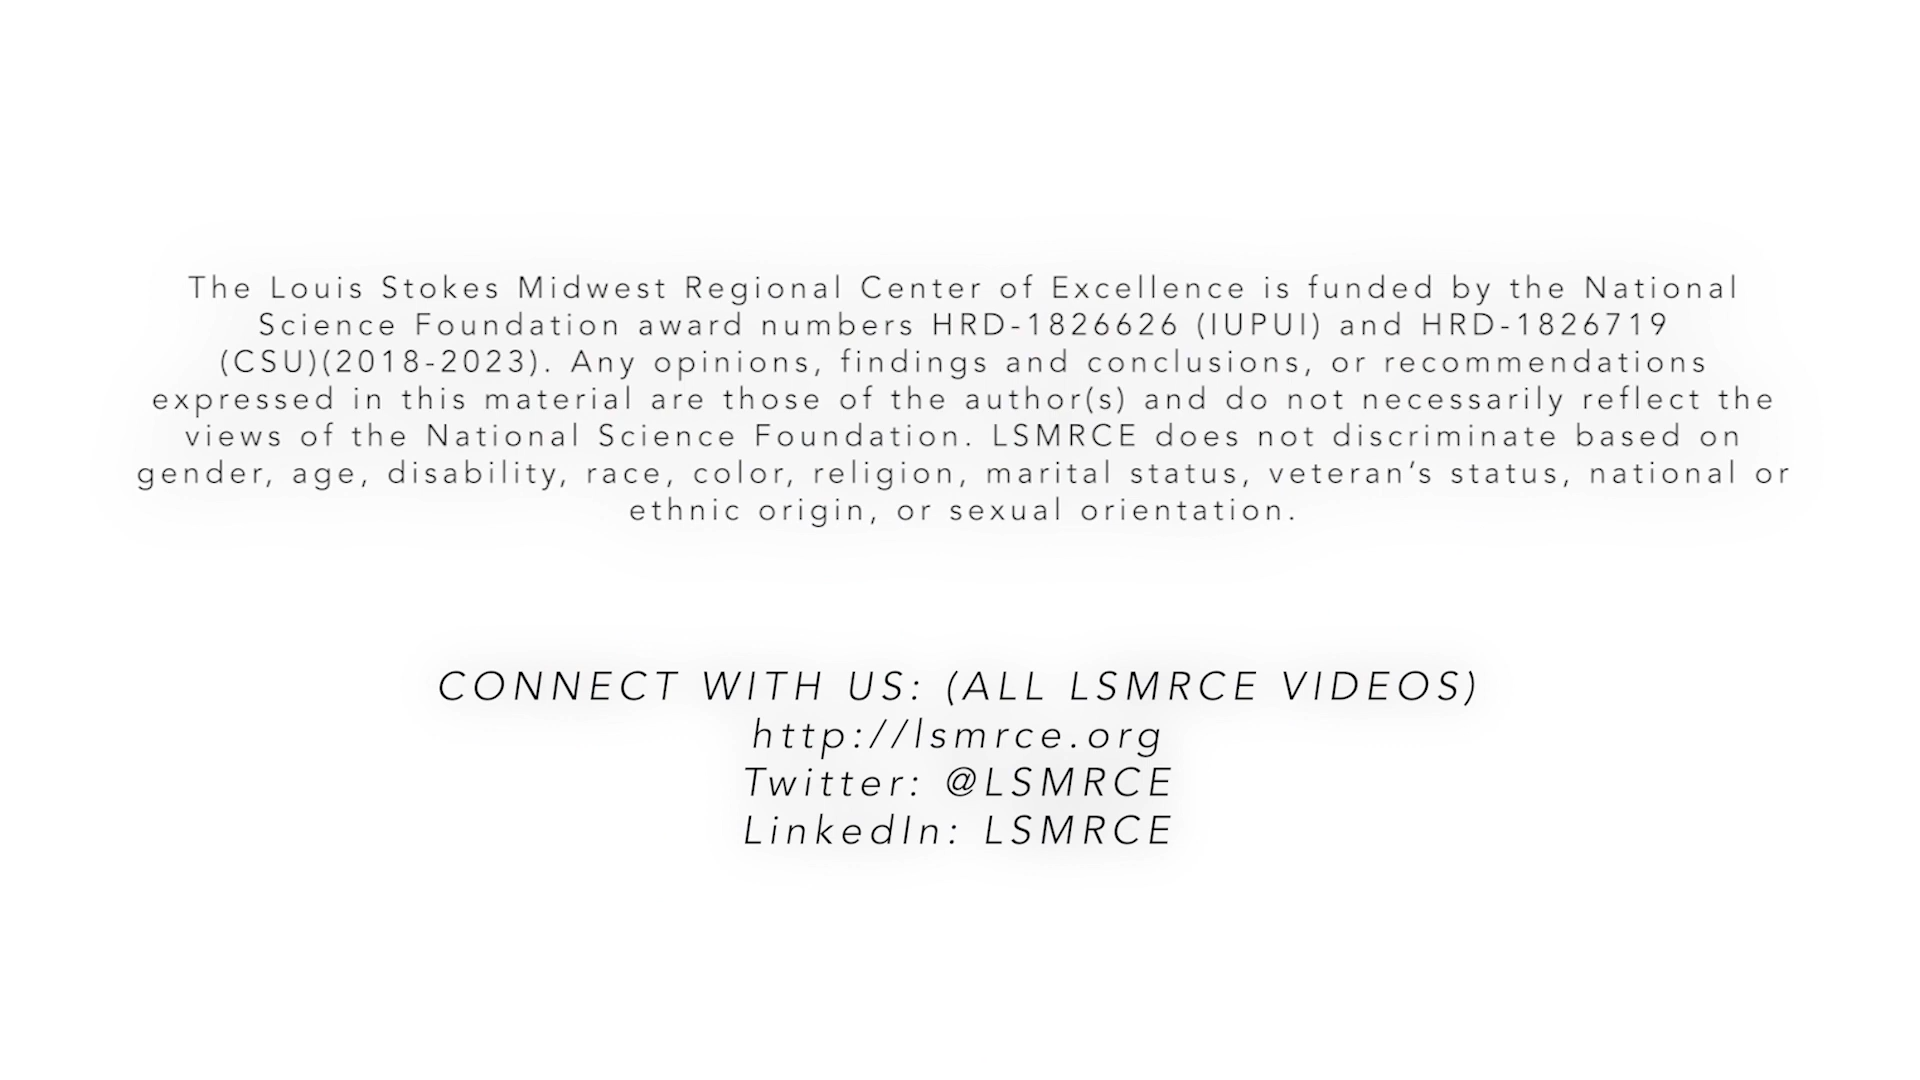 The Louis Stokes Midwest Regional Center of Excellence is funded by the National
Science Foundation award numbers HRD-1826626 (IUPUI) and HRD-1826719
(CSU)(2018-2023). Any opinions, findings and conclusions, or recommendations
expressed in this material are those of the author(s) and do not necessarily reflect the
views of the National Science Foundation. LSMRCE does not discriminate based on
gender, age, disability, race, color, religion, marital status, veteran’s status, national or
ethnic origin, or sexual orientation.
CONNECT WITH US: (ALL LSMRCE VIDEOS)
http://lsmrce.org
Twitter: @LSMRCE
LinkedIn: LSMRCE